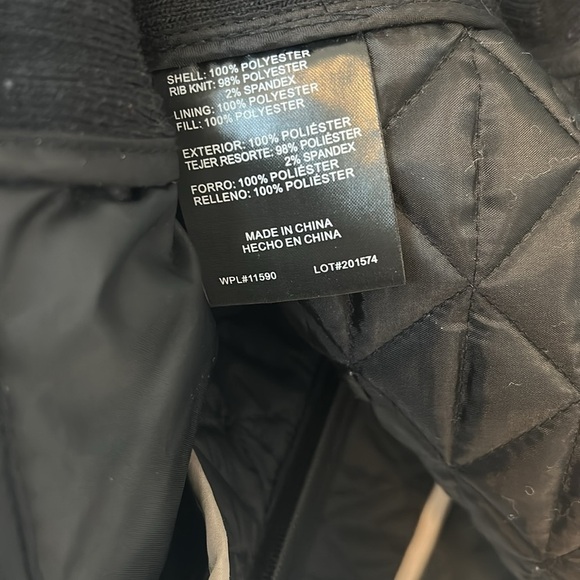 SHELL: 100% POLYESTER
RIB KNIT: 98% POLYESTER
2% SPANDEX
LINING: 100% POLYESTER
FILL: 100% POLYESTER
EXTERIOR: 100% POLIÉSTER
TEJER RESORTE: 98% POLIÉSTER
2% SPANDEX
FORRO: 100% POLIÉSTER
RELLENO: 100% POLIÉSTER
MADE IN CHINA
HECHO EN CHINA
WPL#11590 LOT#201574